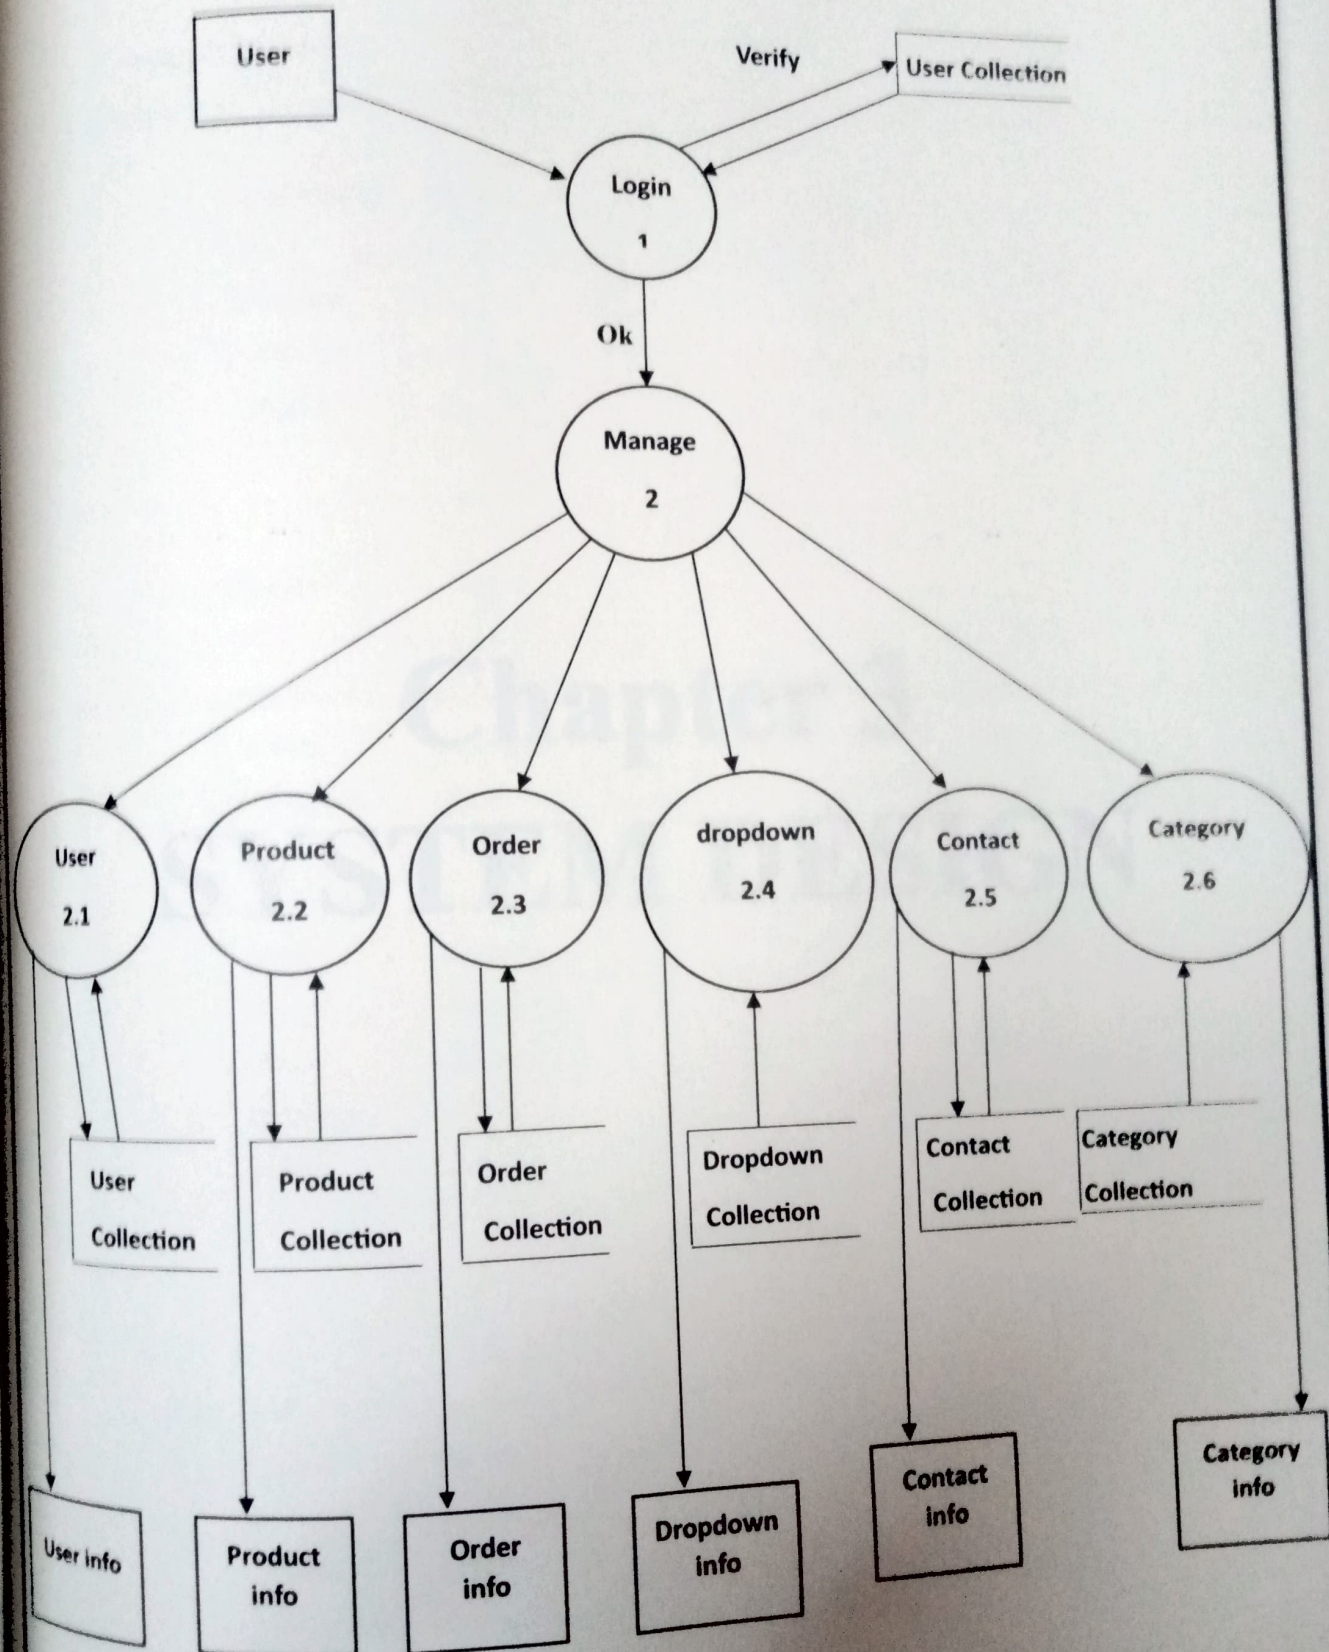 User
Verify
User Collection
Login
1
Ok
Manage
2
User
2.1
Product
2.2
Order
2.3
dropdown
2.4
Contact
2.5
Category
2.6
User
Collection
Product
Collection
Order
Collection
Dropdown
Collection
Contact
Collection
Category
Collection
User info
Product
info
Order
info
Dropdown
info
Contact
info
Category
info
Chapter